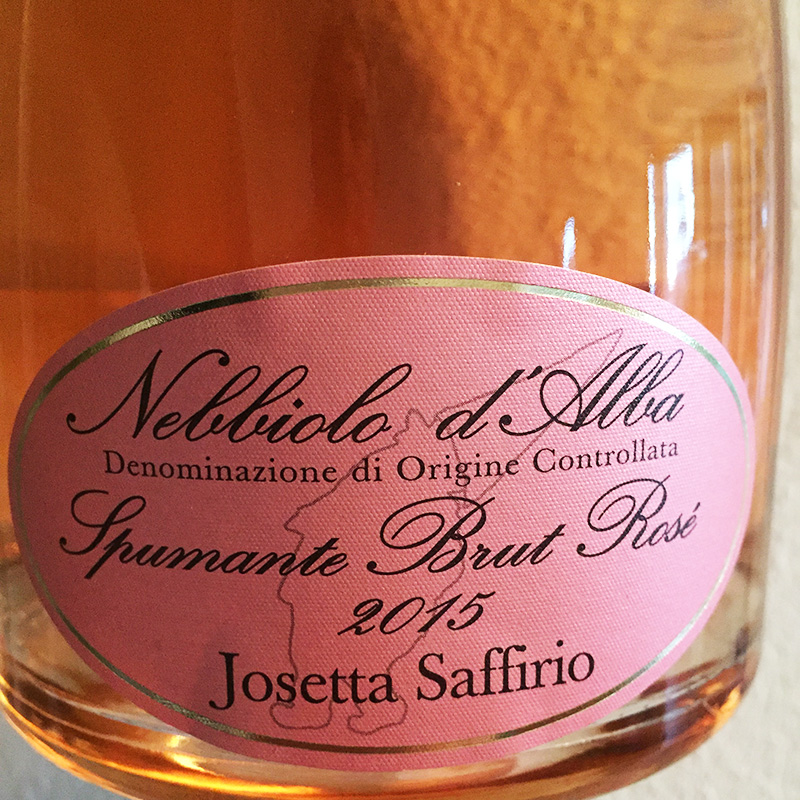 Nebbiolo d'Alba
Denominazione di Origine Controllata
Spumante Brut Rosé
2015
Josetta Saffirio